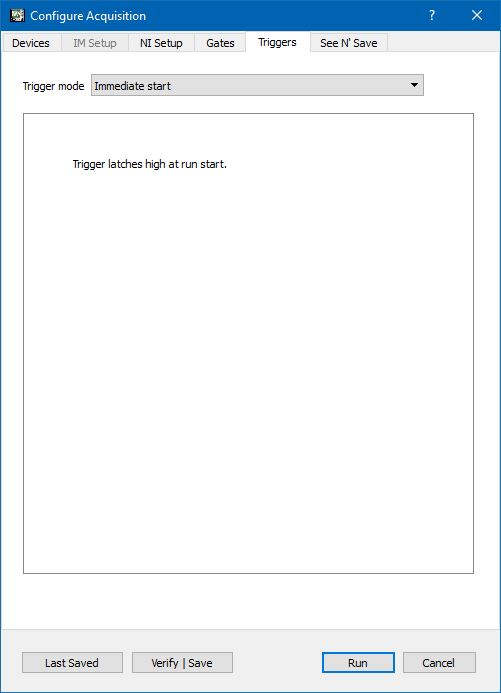 Configure Acquisition
Devices IM Setup NI Setup Gates Triggers See N' Save
Trigger mode Immediate start
Trigger latches high at run start.
Last Saved Verify | Save Run Cancel